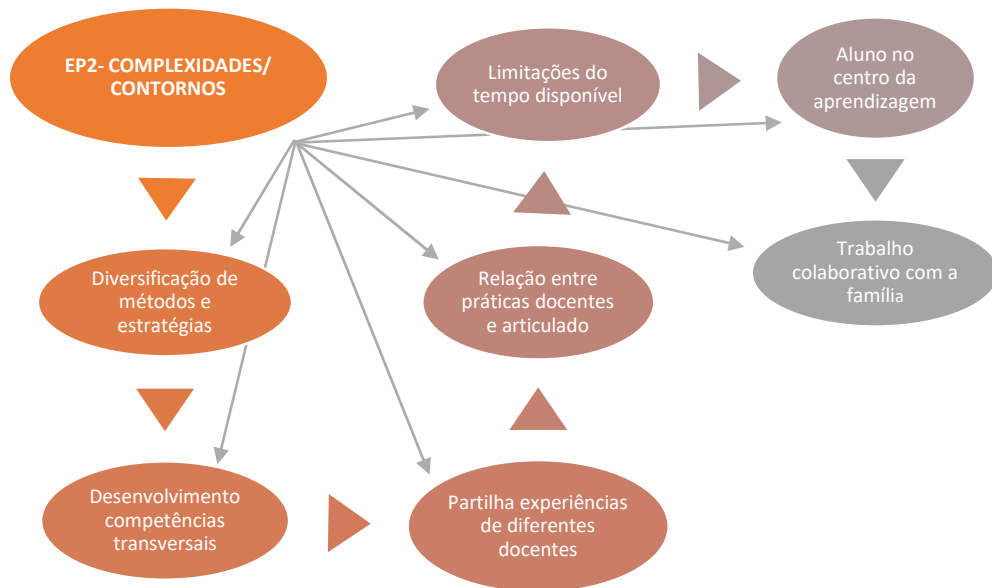 EP2- COMPLEXIDADES/
CONTORNOS
Diversificação de
métodos e
estratégias
Desenvolvimento
competências
transversais
Partilha experiências
de diferentes
docentes
Relação entre
práticas docentes
e articulado
Limitações do
tempo disponível
Aluno no
centro da
aprendizagem
Trabalho
colaborativo com a
família